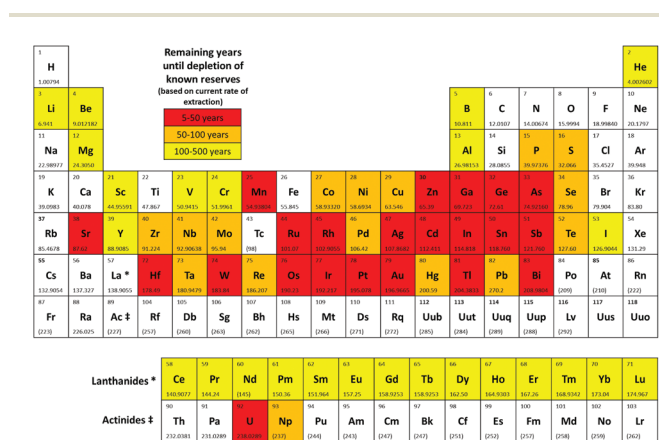 Remaining years
until depletion of
known reserves
(based on current rate of
extraction)
5-50 years
50-100 years
100-500 years
1 2
H He
1.00794 4.002602
3 4 5 6 7 8 9 10
Li Be B C N O F Ne
6.941 9.012182 10.811 12.0107 14.00674 15.9994 18.99840 20.1797
11 12 13 14 15 16 17 18
Na Mg Al Si P S Cl Ar
22.98977 24.3050 26.98153 28.0855 39.97376 32.066 35.4527 39.948
19 20 21 22 23 24 25 26 27 28 29 30 31 32 33 34 35 36
K Ca Sc Ti V Cr Mn Fe Co Ni Cu Zn Ga Ge As Se Br Kr
39.0983 40.078 44.95591 47.867 50.9415 51.9961 55.845 58.93320 58.6934 63.546 65.39 69.723 72.61 74.92160 78.96 79.904 83.80
37 38 39 40 41 42 43 44 45 46 47 48 49 50 51 52 53 54
Rb Sr Y Zr Nb Mo Tc Ru Rh Pd Ag Cd In Sn Sb Te I Xe
85.4678 87.62 88.9085 91.224 92.90638 95.94 (98) 101.07 106.42 107.8682 112.411 114.818 118.760 121.760 127.60 126.9044 131.29
55 56 57 72 73 74 75 76 77 78 79 80 81 82 83 84 85 86
Cs Ba La * Hf Ta W Re Os Ir Pt Au Hg Tl Pb Bi Po At Rn
132.9054 137.327 138.9055 178.49 180.9479 183.84 186.207 190.23 192.217 195.078 196.9665 200.59 204.3833 270.2 208.9804 (209) (210) (222)
87 88 89 104 105 106 107 108 109 110 111 112 113 114 115 116 117 118
Fr Ra Ac ‡ Rf Db Sg Bh Hs Mt Ds Rq Uub Uut Uuq Uup Lv Uus Uuo
(223) 226.025 (227) (257) (260) (263) (262) (265) (266) (271) (272) (285) (284) (289) (288) (292)
58 59 60 61 62 63 64 65 66 67 68 69 70 71
Lanthanides * Ce Pr Nd Pm Sm Eu Gd Tb Dy Ho Er Tm Yb Lu
140.9077 144.24 (145) 150.36 151.964 157.25 158.9253 158.9253 162.50 164.9303 167.26 168.9342 173.04 174.967
90 91 92 93 94 95 96 97 98 99 100 101 102 103
Actinides ‡ Th Pa U Np Pu Am Cm Bk Cf Es Fm Md No Lr
232.0381 231.0289 238.0289 (237) (244) (243) (247) (247) (251) (252) (257) (258) (259) (262)